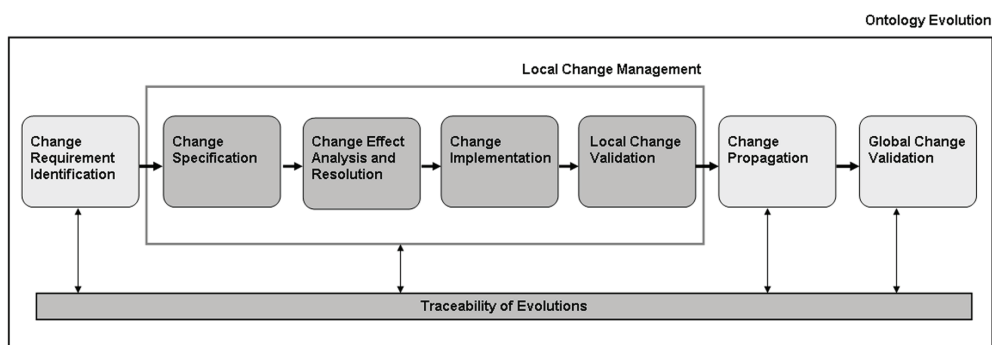 Ontology Evolution
Local Change Management
Change
Requirement
Identification
Change
Specification
Change Effect
Analysis and
Resolution
Change
Implementation
Local Change
Validation
Change
Propagation
Global Change
Validation
Traceability of Evolutions